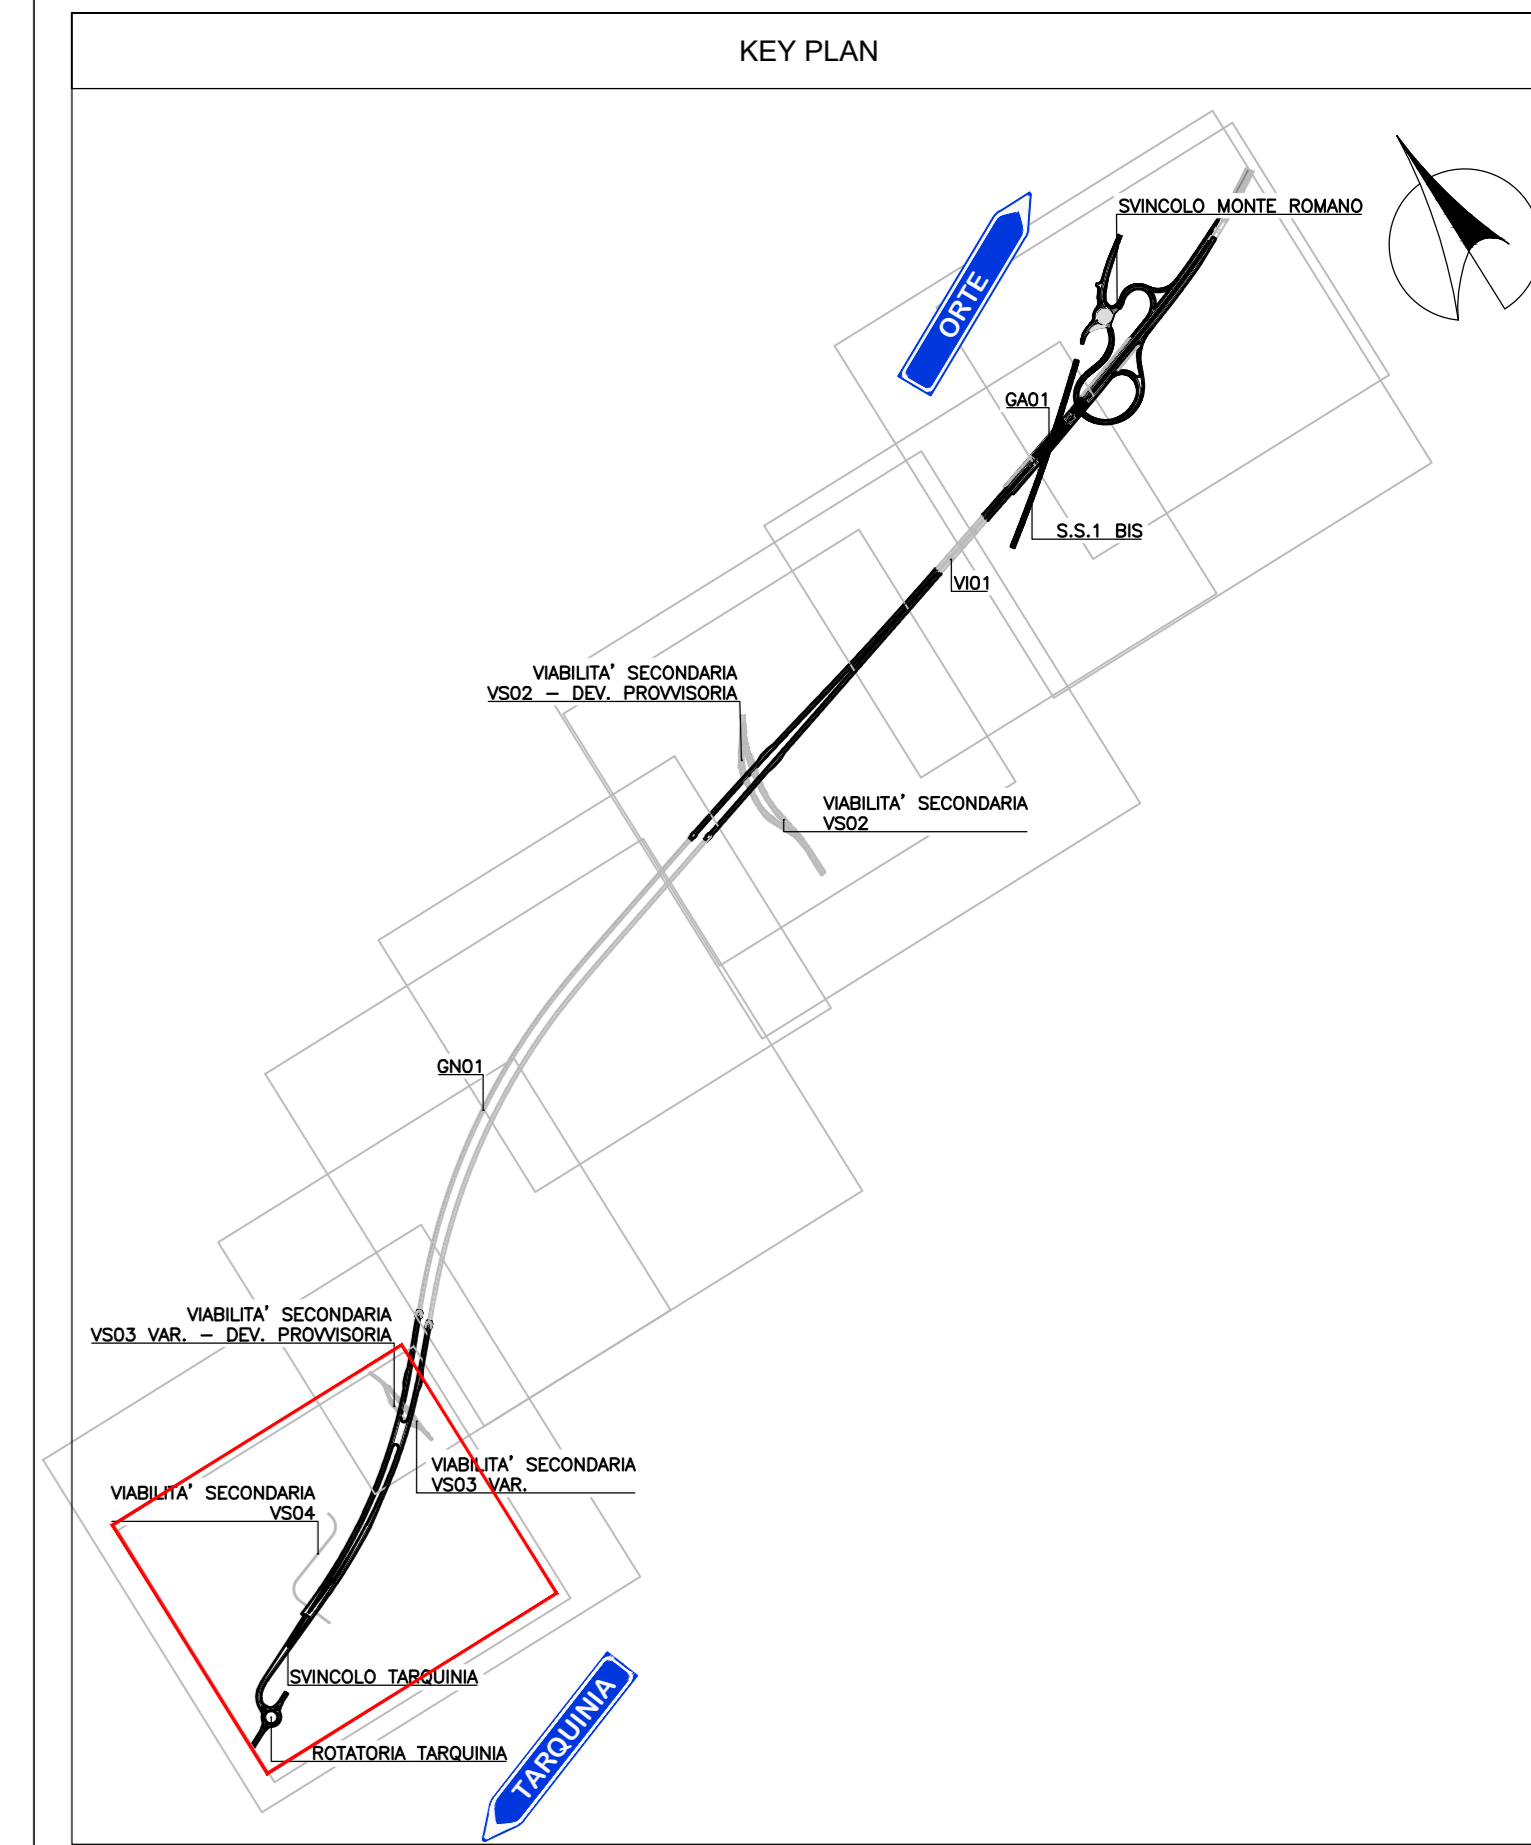 KEY PLAN
SVINCOLO MONTE ROMANO
ORTE
GA01
S.S.1 BIS
VI01
VIABILITA' SECONDARIA
VS02 – DEV. PROVVISORIA
VIABILITA' SECONDARIA
VS02
GN01
VIABILITA' SECONDARIA
VS03 VAR. – DEV. PROVVISORIA
VIABILITA' SECONDARIA
VS03 VAR.
VIABILITA' SECONDARIA
VS04
SVINCOLO TARQUINIA
TARQUINIA
ROTATORIA TARQUINIA